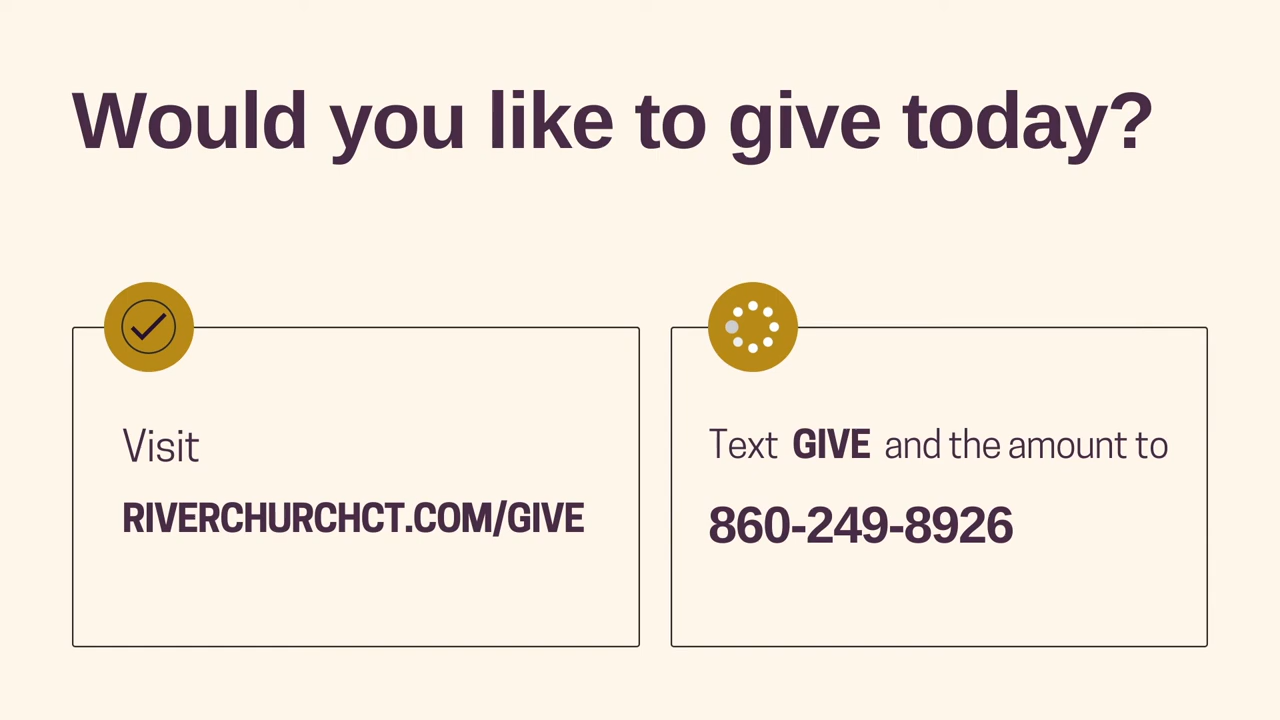 Would you like to give today?
Visit
RIVERCHURCHCT.COM/GIVE
Text GIVE and the amount to
860-249-8926